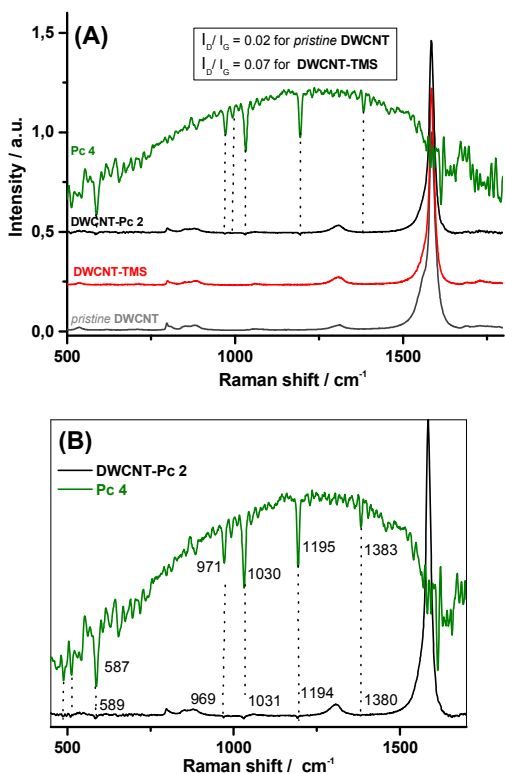 (A)
I_D/ I_G = 0.02 for pristine DWCNT
I_D/ I_G = 0.07 for DWCNT-TMS
1,5
1,0
0,5
0,0
Intensity / a.u.
Pc 4
DWCNT-Pc 2
DWCNT-TMS
pristine DWCNT
500 1000 1500
Raman shift / cm-1
(B)
DWCNT-Pc 2
Pc 4
971 1030 1195 1383
587
589 969 1031 1194 1380
500 1000 1500
Raman shift / cm-1